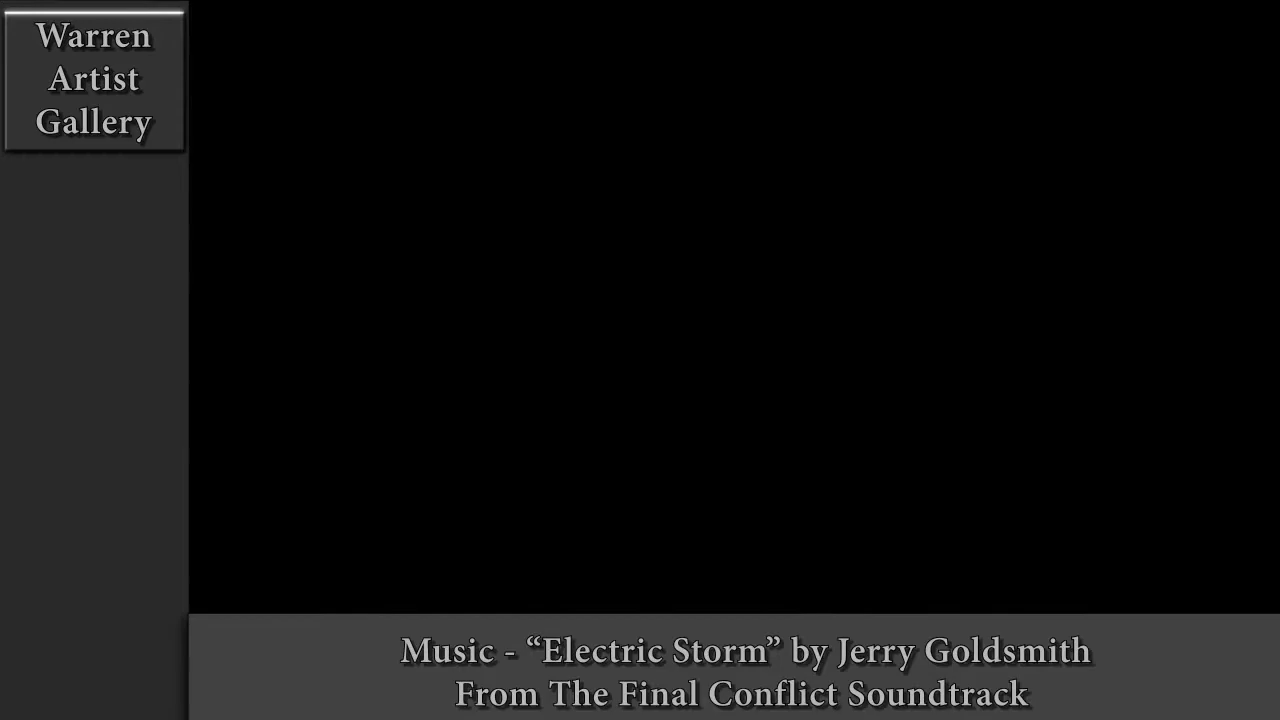 Warren
Artist
Gallery
Music - “Electric Storm” by Jerry Goldsmith
From The Final Conflict Soundtrack